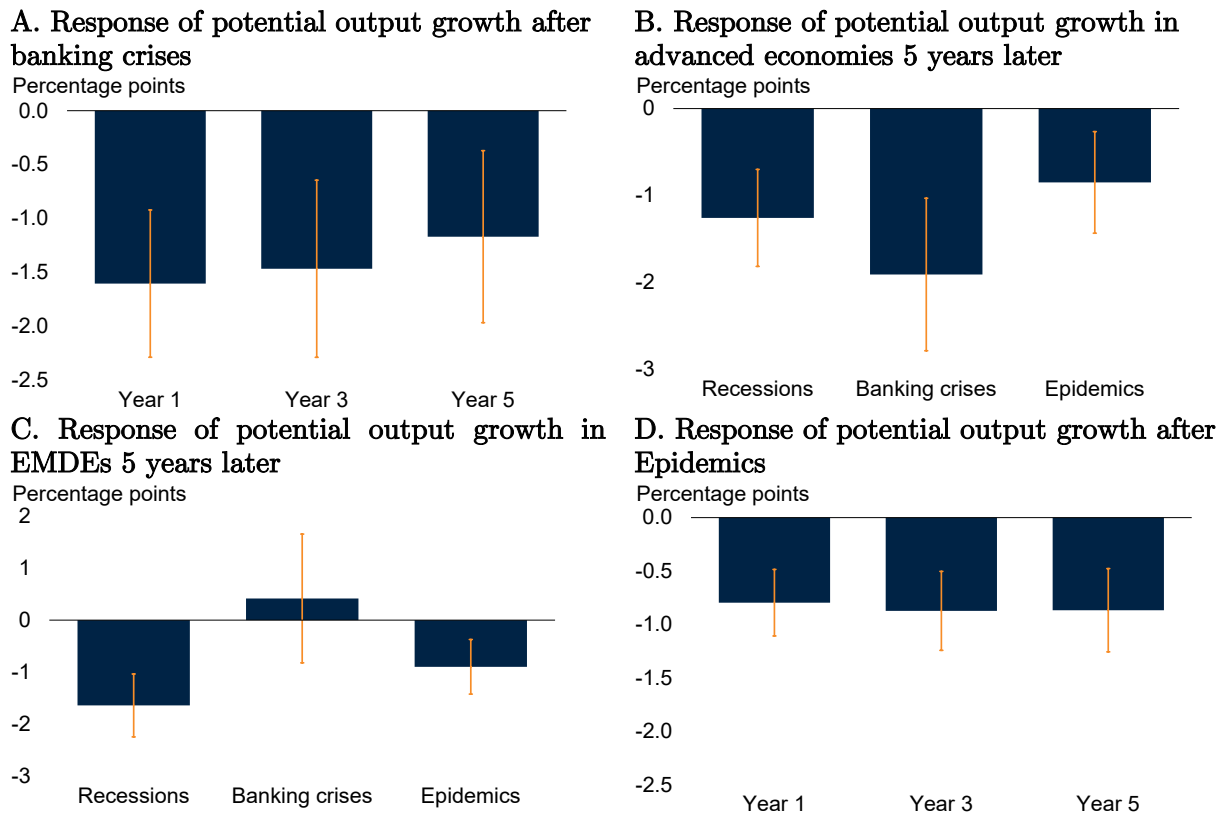 A. Response of potential output growth after
banking crises
Percentage points
0.0
-0.5
-1.0
-1.5
-2.0
-2.5
Year 1 Year 3 Year 5
B. Response of potential output growth in
advanced economies 5 years later
Percentage points
0
-1
-2
-3
Recessions Banking crises Epidemics
C. Response of potential output growth in
EMDEs 5 years later
Percentage points
2
1
0
-1
-2
-3
Recessions Banking crises Epidemics
D. Response of potential output growth after
Epidemics
Percentage points
0.0
-0.5
-1.0
-1.5
-2.0
-2.5
Year 1 Year 3 Year 5